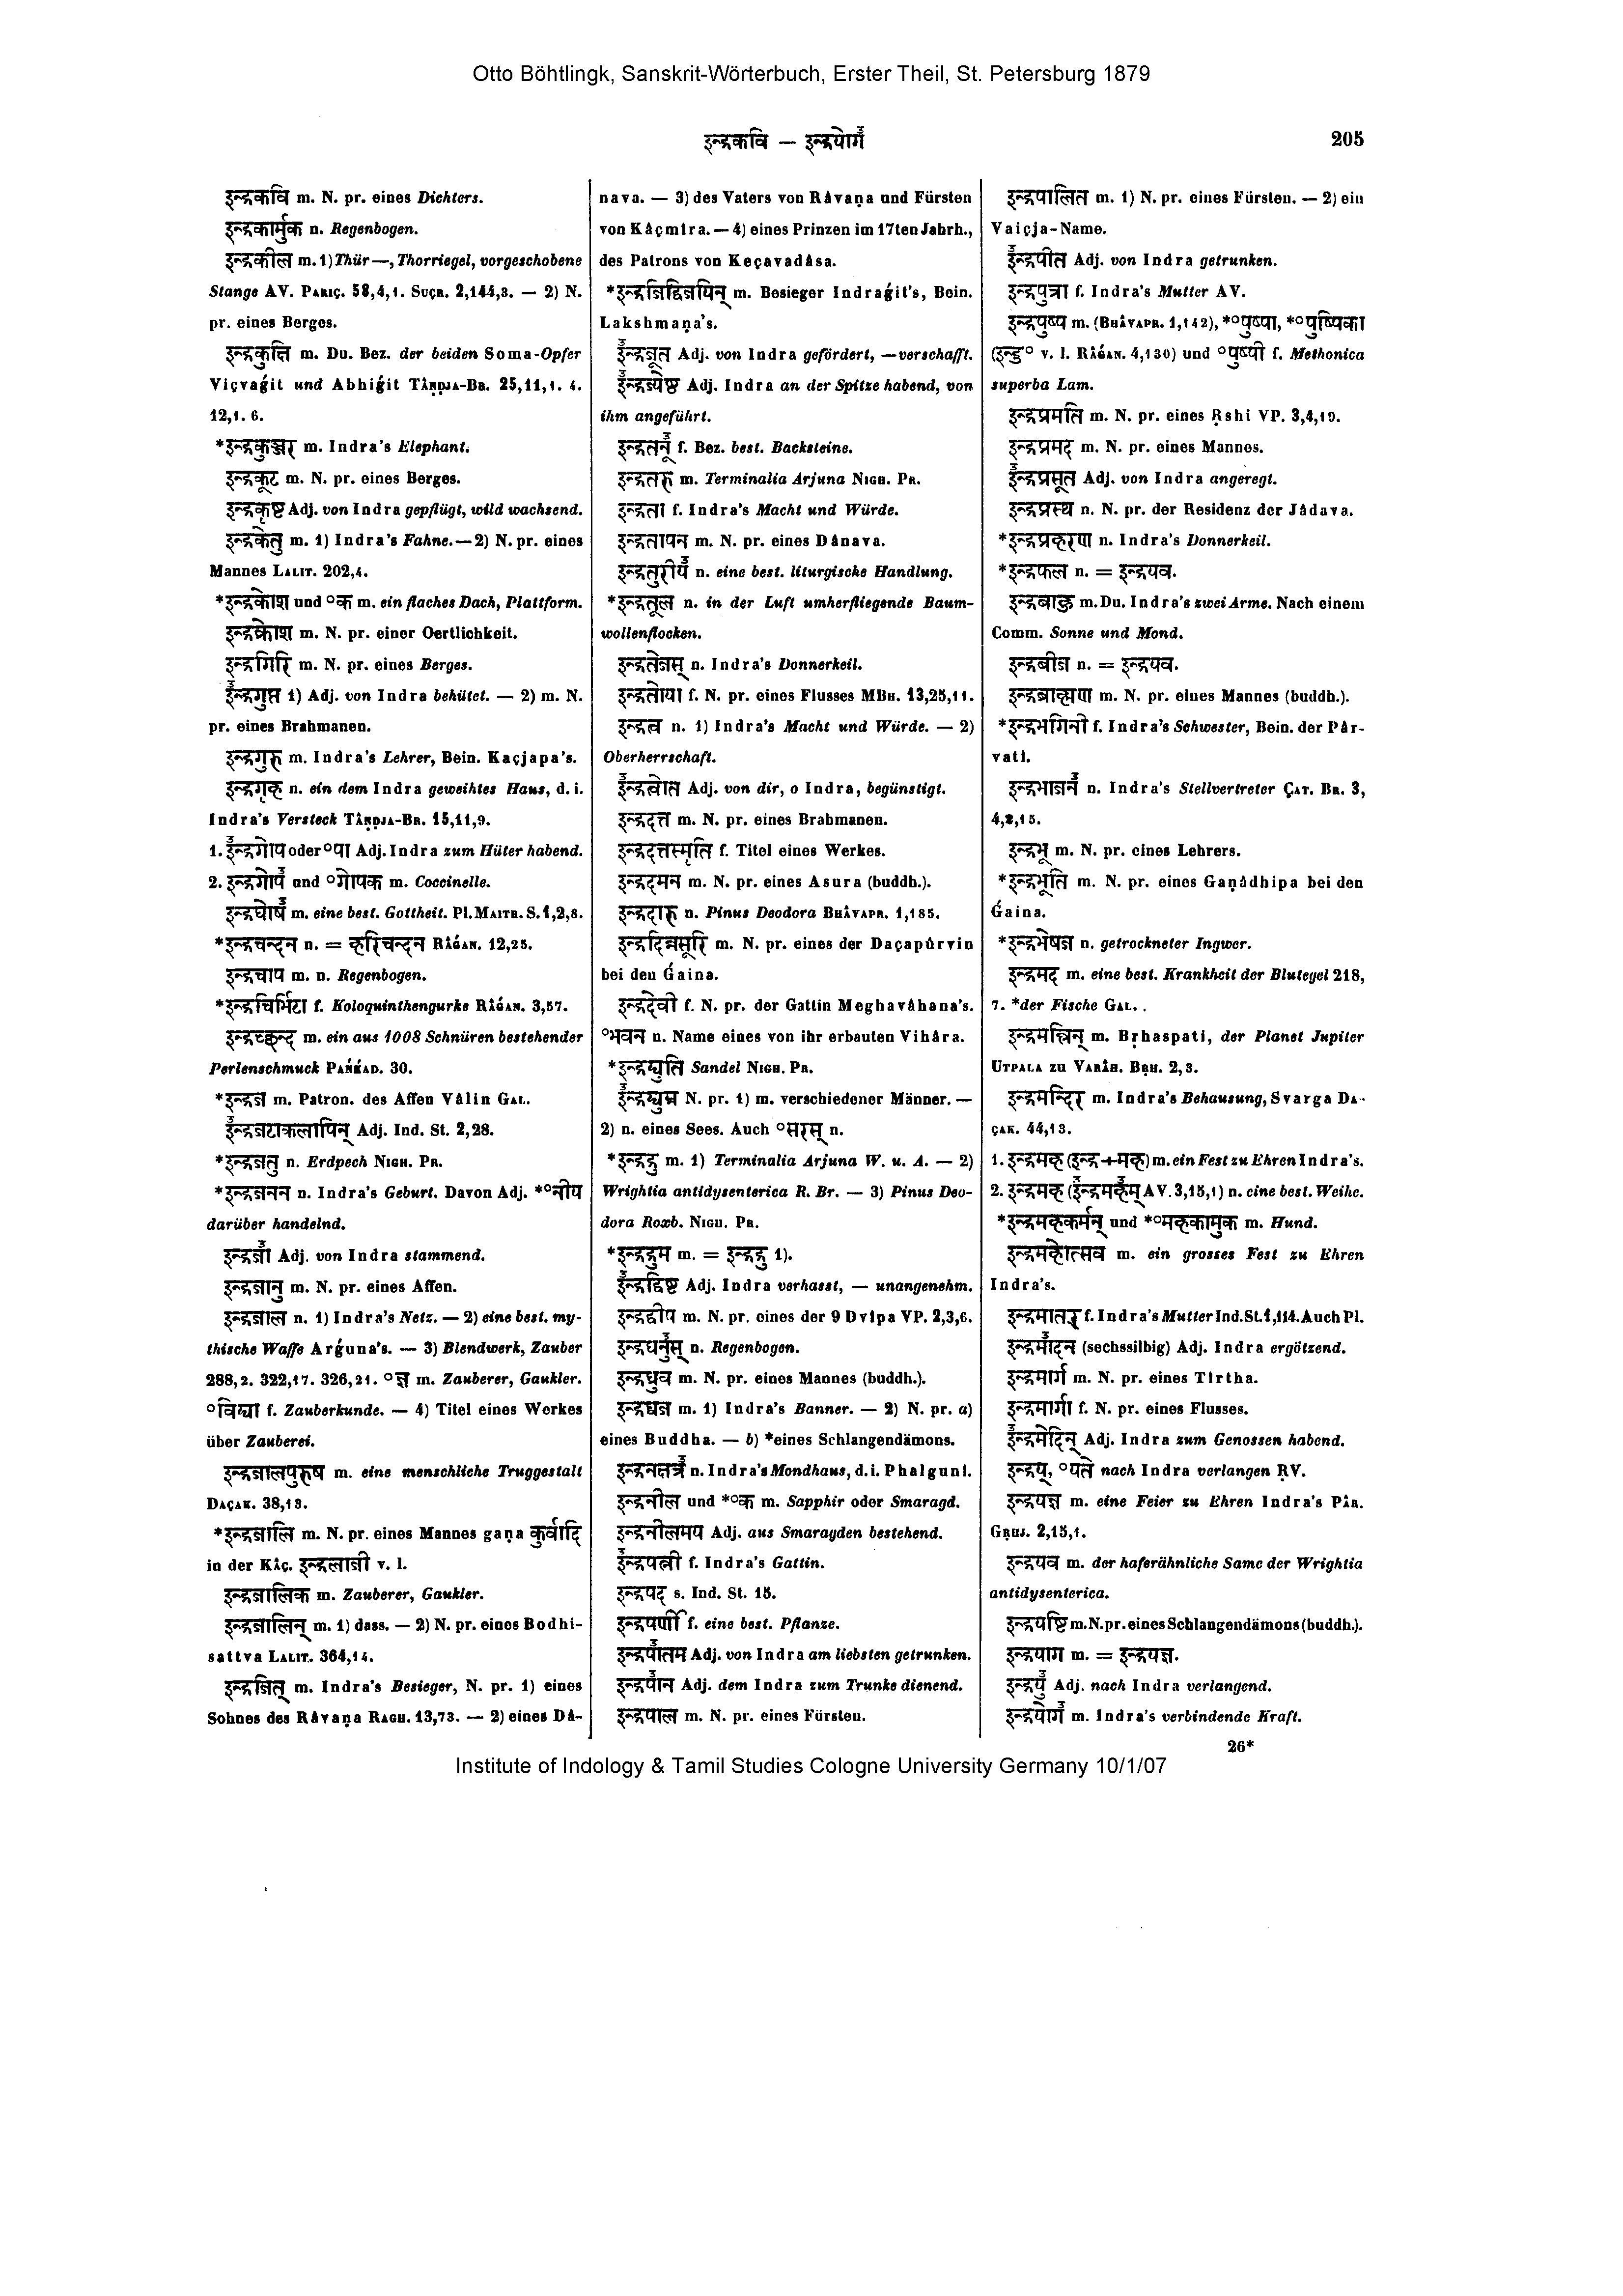 Otto Böhtlingk, Sanskrit-Wörterbuch, Erster Theil, St. Petersburg 1879
इन्द्रकवि — इन्द्रयोगँ
205
इन्द्रकवि m. N. pr. eines Dichters.
इन्द्रकार्मुक n. Regenbogen.
इन्द्रकील m. 1) Thür—, Thorriegel, vorgeschobene
Stange AV. Pariç. 58,4,1. Suçr. 2,144,3. — 2) N.
pr. eines Berges.
इन्द्रकुक्षि m. Du. Bez. der beiden Soma-Opfer
Viçvaǵit und Abhiǵit Tâṇḍja-Br. 25,11,1. 4.
12,1. 6.
*इन्द्रकुञ्जर m. Indra's Elephant.
इन्द्रकूट m. N. pr. eines Berges.
इन्द्रकृष्ट Adj. von Indra gepflügt, wild wachsend.
इन्द्रकेतु m. 1) Indra's Fahne.—2) N. pr. eines
Mannes Lalit. 202,4.
*इन्द्रकोश und °क m. ein flaches Dach, Plattform.
इन्द्रकोश m. N. pr. einer Oertlichkeit.
इन्द्रगिरि m. N. pr. eines Berges.
इँन्द्रगुप्त 1) Adj. von Indra behütet. — 2) m. N.
pr. eines Brahmanen.
इन्द्रगुरु m. Indra's Lehrer, Bein. Kaçjapa's.
इन्द्रगृह n. ein dem Indra geweihtes Haus, d. i.
Indra's Versteck Tâṇḍja-Br. 15,11,9.
1. इँन्द्रगोप oder °पा Adj. Indra zum Hüter habend.
2. इन्द्रगोपँ und °गोपक m. Coccinelle.
इन्द्रघोषँ m. eine best. Gottheit. Pl. Maitr. S. 1,2,8.
*इन्द्रचन्दन n. = हरिचन्दन Râǵan. 12,25.
इन्द्रचाप m. n. Regenbogen.
*इन्द्रचिर्भिटा f. Koloquinthengurke Râǵan. 3,57.
इन्द्रच्छन्द m. ein aus 1008 Schnüren bestehender
Perlenschmuck Pańḱad. 30.
*इन्द्रज m. Patron. des Affen Vâlin Gal.
इँन्द्रजटाकलापिन् Adj. Ind. St. 2,28.
*इन्द्रजतु n. Erdpech Nigh. Pr.
*इन्द्रजनन n. Indra's Geburt. Davon Adj. *°नीय
darüber handelnd.
इन्द्रजाँ Adj. von Indra stammend.
इन्द्रजानु m. N. pr. eines Affen.
इन्द्रजाल n. 1) Indra's Netz. — 2) eine best. my-
thische Waffe Arǵuna's. — 3) Blendwerk, Zauber
288,2. 322,17. 326,21. °ज्ञ m. Zauberer, Gaukler.
°विद्या f. Zauberkunde. — 4) Titel eines Werkes
über Zauberei.
इन्द्रजालपुरुष m. eine menschliche Truggestalt
Daçak. 38,13.
*इन्द्रजालि m. N. pr. eines Mannes gaṇa कुर्वादि
in der Kâç. इन्द्रलाजी v. l.
इन्द्रजालिक m. Zauberer, Gaukler.
इन्द्रजालिन् m. 1) dass. — 2) N. pr. eines Bodhi-
sattva Lalit. 364,14.
इन्द्रजित् m. Indra's Besieger, N. pr. 1) eines
Sohnes des Râvaṇa Ragh. 13,73. — 2) eines Dâ-
nava. — 3) des Vaters von Râvaṇa und Fürsten
von Kâçmîra. — 4) eines Prinzen im 17ten Jahrh.,
des Patrons von Keçavadâsa.
*इन्द्रजिद्विजयिन् m. Besieger Indraǵit's, Bein.
Lakshmaṇa's.
इँन्द्रजूत Adj. von Indra gefördert, —verschafft.
इँन्द्रज्येष्ठ Adj. Indra an der Spitze habend, von
ihm angeführt.
इन्द्रतनूँ f. Bez. best. Backsteine.
इन्द्रतरु m. Terminalia Arjuna Nigh. Pr.
इन्द्रता f. Indra's Macht und Würde.
इन्द्रतापन m. N. pr. eines Dânava.
इन्द्रतुरीयँ n. eine best. liturgische Handlung.
*इन्द्रतूल n. in der Luft umherfliegende Baum-
wollenflocken.
इन्द्रतेजस् n. Indra's Donnerkeil.
इन्द्रतोया f. N. pr. eines Flusses MBh. 13,25,11.
इन्द्रत्व n. 1) Indra's Macht und Würde. — 2)
Oberherrschaft.
इँन्द्रत्वोत Adj. von dir, o Indra, begünstigt.
इन्द्रदत्त m. N. pr. eines Brahmanen.
इन्द्रदत्तस्मृति f. Titel eines Werkes.
इन्द्रदमन m. N. pr. eines Asura (buddh.).
इन्द्रदारु n. Pinus Deodora Bhâvapr. 1,185.
इन्द्रदिन्नसूरि m. N. pr. eines der Daçapûrvin
bei den Ǵaina.
इन्द्रदेवी f. N. pr. der Gattin Meghavâhana's.
°भवन n. Name eines von ihr erbauten Vihâra.
*इन्द्रद्युति Sandel Nigh. Pr.
इँन्द्रद्युम्न N. pr. 1) m. verschiedener Männer. —
2) n. eines Sees. Auch °सरस् n.
*इन्द्रद्रु m. 1) Terminalia Arjuna W. u. A. — 2)
Wrightia antidysenterica R. Br. — 3) Pinus Deo-
dora Roxb. Nigh. Pr.
*इन्द्रद्रुम m. = इन्द्रद्रु 1).
इँन्द्रद्विष्ट Adj. Indra verhasst, — unangenehm.
इन्द्रद्वीप m. N. pr. eines der 9 Dvîpa VP. 2,3,6.
इन्द्रधनुँस् n. Regenbogen.
इन्द्रध्रुव m. N. pr. eines Mannes (buddh.).
इन्द्रध्वज m. 1) Indra's Banner. — 2) N. pr. a)
eines Buddha. — b) *eines Schlangendämons.
इन्द्रनक्षत्रँ n. Indra's Mondhaus, d. i. Phalgunî.
इन्द्रनील und *°क m. Sapphir oder Smaragd.
इन्द्रनीलमय Adj. aus Smaragden bestehend.
इँन्द्रपत्नी f. Indra's Gattin.
इन्द्रपद s. Ind. St. 15.
इन्द्रपर्णी f. eine best. Pflanze.
इन्द्रपाँतम Adj. von Indra am liebsten getrunken.
इन्द्रपाँन Adj. dem Indra zum Trunke dienend.
इन्द्रपाल m. N. pr. eines Fürsten.
इन्द्रपालित m. 1) N. pr. eines Fürsten. — 2) ein
Vaiçja-Name.
इँन्द्रपीत Adj. von Indra getrunken.
इन्द्रपुत्रा f. Indra's Mutter AV.
इन्द्रपुष्प m. (Bhâvapr. 1,142), *°पुष्पा, *°पुष्पिका
(इन्दु° v. l. Râǵan. 4,130) und °पुष्पी f. Methonica
superba Lam.
इन्द्रप्रमति m. N. pr. eines Ṛshi VP. 3,4,19.
इन्द्रप्रमद m. N. pr. eines Mannes.
इँन्द्रप्रसूत Adj. von Indra angeregt.
इन्द्रप्रस्थ n. N. pr. der Residenz der Jâdava.
*इन्द्रप्रहरण n. Indra's Donnerkeil.
*इन्द्रफल n. = इन्द्रयव.
इन्द्रबाहु m. Du. Indra's zwei Arme. Nach einem
Comm. Sonne und Mond.
इन्द्रबीज n. = इन्द्रयव.
इन्द्रब्राह्मण m. N. pr. eines Mannes (buddh.).
*इन्द्रभगिनी f. Indra's Schwester, Bein. der Pâr-
vatî.
इन्द्रभाजनँ n. Indra's Stellvertreter Çat. Br. 3,
4,2,15.
इन्द्रभू m. N. pr. eines Lehrers.
*इन्द्रभूति m. N. pr. eines Gaṇâdhipa bei den
Ǵaina.
*इन्द्रभेषज n. getrockneter Ingwer.
इन्द्रमद m. eine best. Krankheit der Blutegel 218,
7. *der Fische Gal.
इन्द्रमन्त्रिन् m. Bṛhaspati, der Planet Jupiter
Utpala zu Varâh. Bṛh. 2,3.
इन्द्रमन्दिर m. Indra's Behausung, Svarga Da-
çak. 44,13.
1. इन्द्रमह (इन्द्र+मह) m. ein Fest zu Ehren Indra's.
2. इन्द्रमह (इँन्द्रमहँम् AV. 3,15,1) n. eine best. Weihe.
*इन्द्रमहकर्मन् und *°महकामुक m. Hund.
इन्द्रमहोत्सव m. ein grosses Fest zu Ehren
Indra's.
इन्द्रमातर् f. Indra's Mutter Ind. St. 1,114. Auch Pl.
इन्द्रमाँदन (sechssilbig) Adj. Indra ergötzend.
इन्द्रमार्ग m. N. pr. eines Tîrtha.
इन्द्रमार्गा f. N. pr. eines Flusses.
इँन्द्रमेदिन् Adj. Indra zum Genossen habend.
इन्द्रय्, °यते nach Indra verlangen ṚV.
इन्द्रयज्ञ m. eine Feier zu Ehren Indra's Pâr.
Gṛhj. 2,15,1.
इन्द्रयव m. der haferähnliche Same der Wrightia
antidysenterica.
इन्द्रयष्टि m. N. pr. eines Schlangendämons (buddh.).
इन्द्रयाग m. = इन्द्रयज्ञ.
इन्द्रयुँ Adj. nach Indra verlangend.
इन्द्रयोगँ m. Indra's verbindende Kraft.
26*
Institute of Indology & Tamil Studies Cologne University Germany 10/1/07